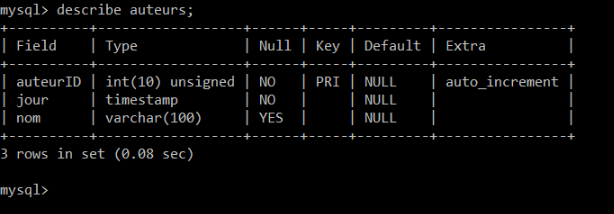 mysql> describe auteurs;
+----------+------------------+------+-----+---------+----------------+
| Field    | Type             | Null | Key | Default | Extra          |
+----------+------------------+------+-----+---------+----------------+
| auteurID | int(10) unsigned | NO   | PRI | NULL    | auto_increment |
| jour     | timestamp        | NO   |     | NULL    |                |
| nom      | varchar(100)     | YES  |     | NULL    |                |
+----------+------------------+------+-----+---------+----------------+
3 rows in set (0.08 sec)
mysql>